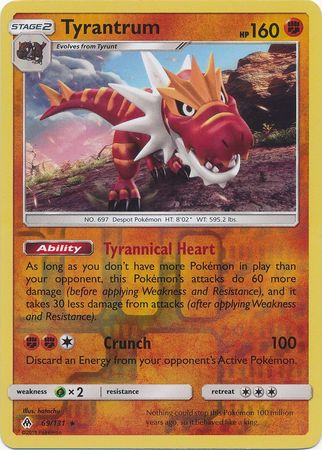 STAGE2
Tyrantrum
HP 160
Evolves from Tyrunt
NO. 697 Despot Pokémon HT: 8'02" WT: 595.2 lbs.
Ability Tyrannical Heart
As long as you don't have more Pokémon in play than
your opponent, this Pokémon's attacks do 60 more
damage (before applying Weakness and Resistance), and it
takes 30 less damage from attacks (after applying Weakness
and Resistance).
Crunch 100
Discard an Energy from your opponent's Active Pokémon.
weakness ×2 resistance retreat
Illus. hatachu
69/131
©2018 Pokémon
Nothing could stop this Pokémon 100 million
years ago, so it behaved like a king.